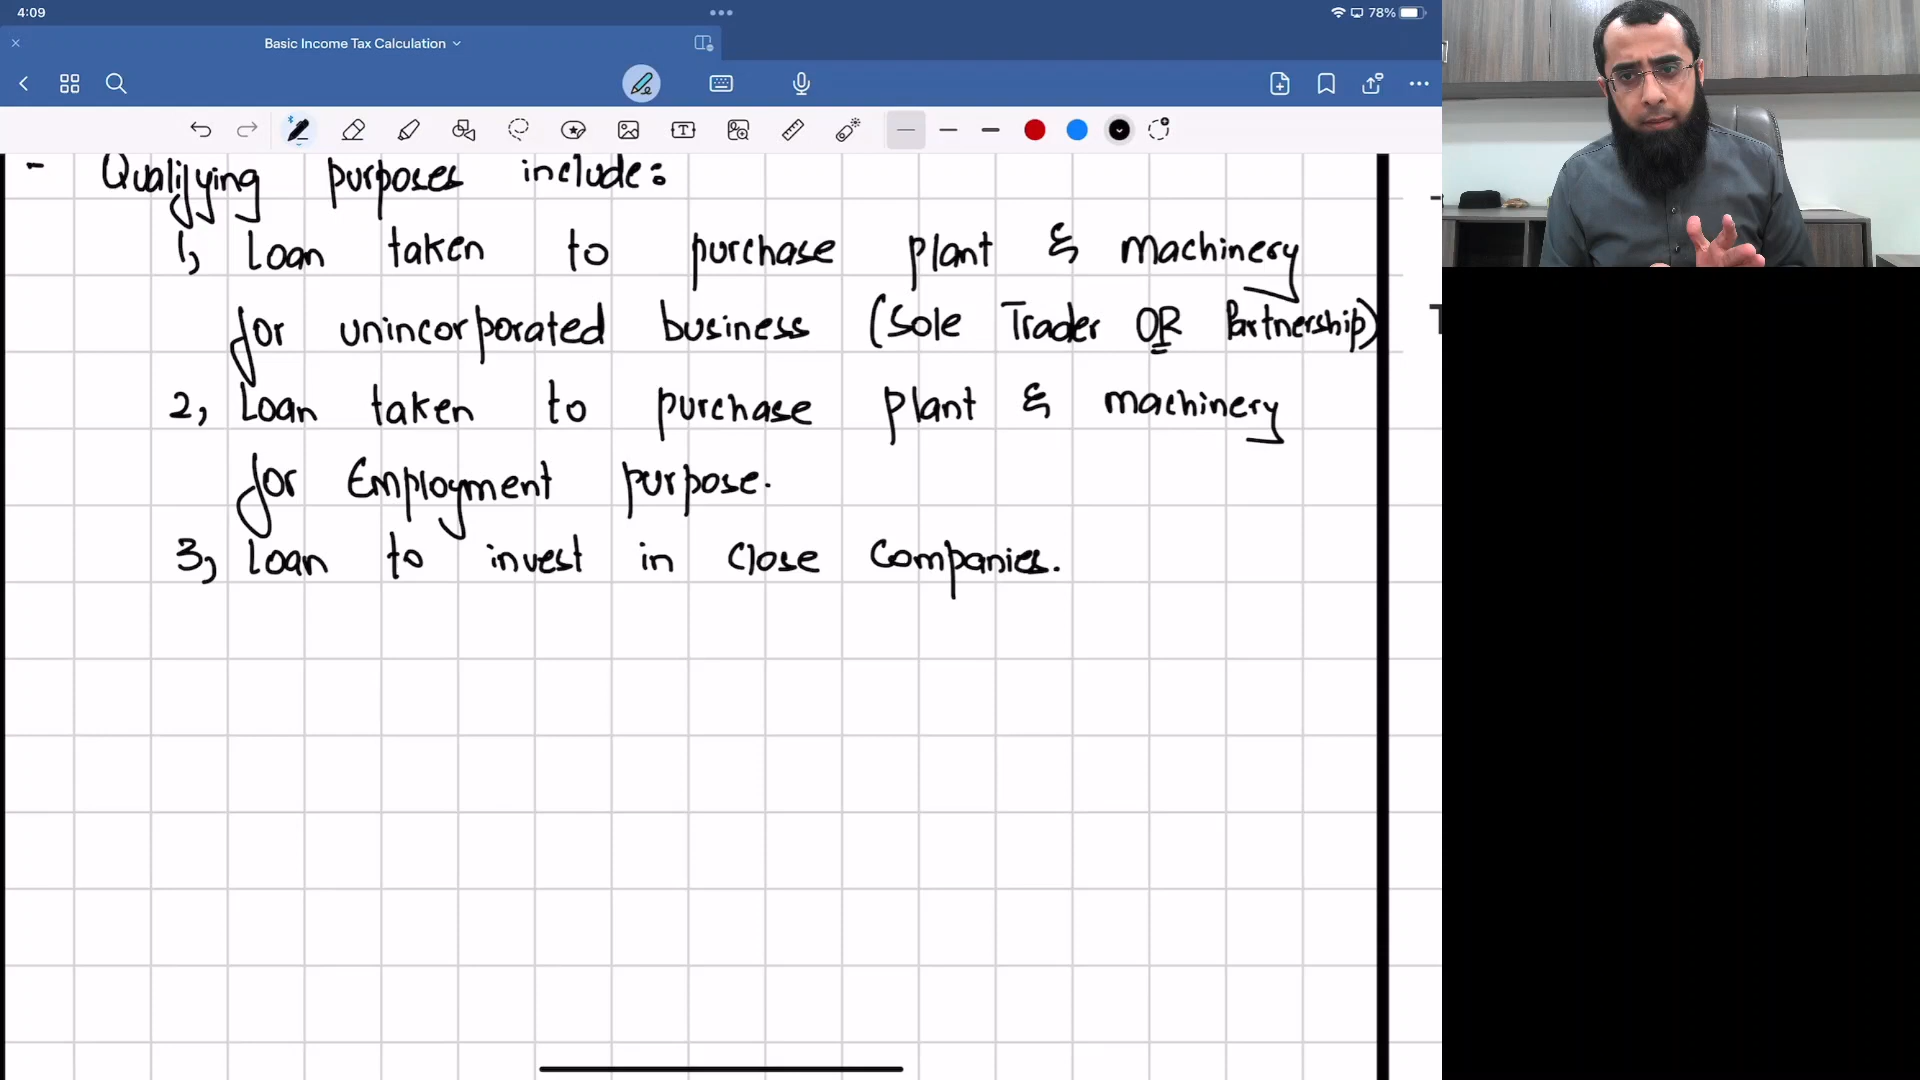 4:09
78%
Basic Income Tax Calculation
- Qualifying purposes include:
1, Loan taken to purchase plant & machinery
for unincorporated business (Sole Trader OR Partnership)
2, Loan taken to purchase plant & machinery
for Employment purpose.
3, Loan to invest in close companies.